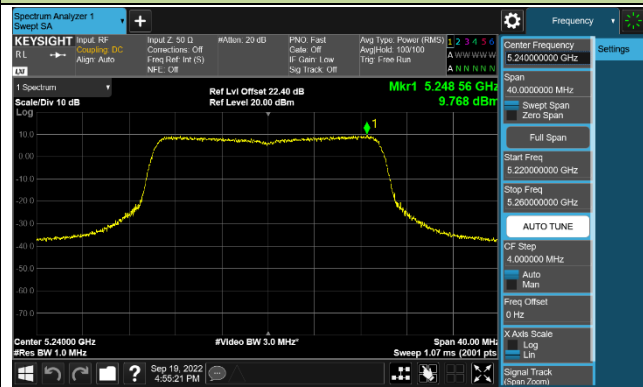 Spectrum Analyzer 1
Swept SA
Frequency
KEYSIGHT
RL
LXI
Input: RF
Coupling: DC
Align: Auto
Input Z: 50 Ω
Corrections: Off
Freq Ref: Int (S)
NFE: Off
#Atten: 20 dB
PNO: Fast
Gate: Off
IF Gain: Low
Sig Track: Off
Avg Type: Power (RMS)
Avg|Hold: 100/100
Trig: Free Run
1 2 3 4 5 6
A W W W W W
A N N N N N
Center Frequency
5.240000000 GHz
Settings
Span
40.0000000 MHz
Swept Span
Zero Span
Full Span
Start Freq
5.220000000 GHz
Stop Freq
5.260000000 GHz
AUTO TUNE
CF Step
4.000000 MHz
Auto
Man
Freq Offset
0 Hz
X Axis Scale
Log
Lin
Signal Track
(Span Zoom)
1 Spectrum
Scale/Div 10 dB
Log
Ref Lvl Offset 22.40 dB
Ref Level 20.00 dBm
Mkr1 5.248 56 GHz
9.768 dBm
1
10.0
0.00
-10.0
-20.0
-30.0
-40.0
-50.0
-60.0
-70.0
Center 5.24000 GHz
#Res BW 1.0 MHz
#Video BW 3.0 MHz*
Span 40.00 MHz
Sweep 1.07 ms (2001 pts)
Sep 19, 2022
4:55:21 PM